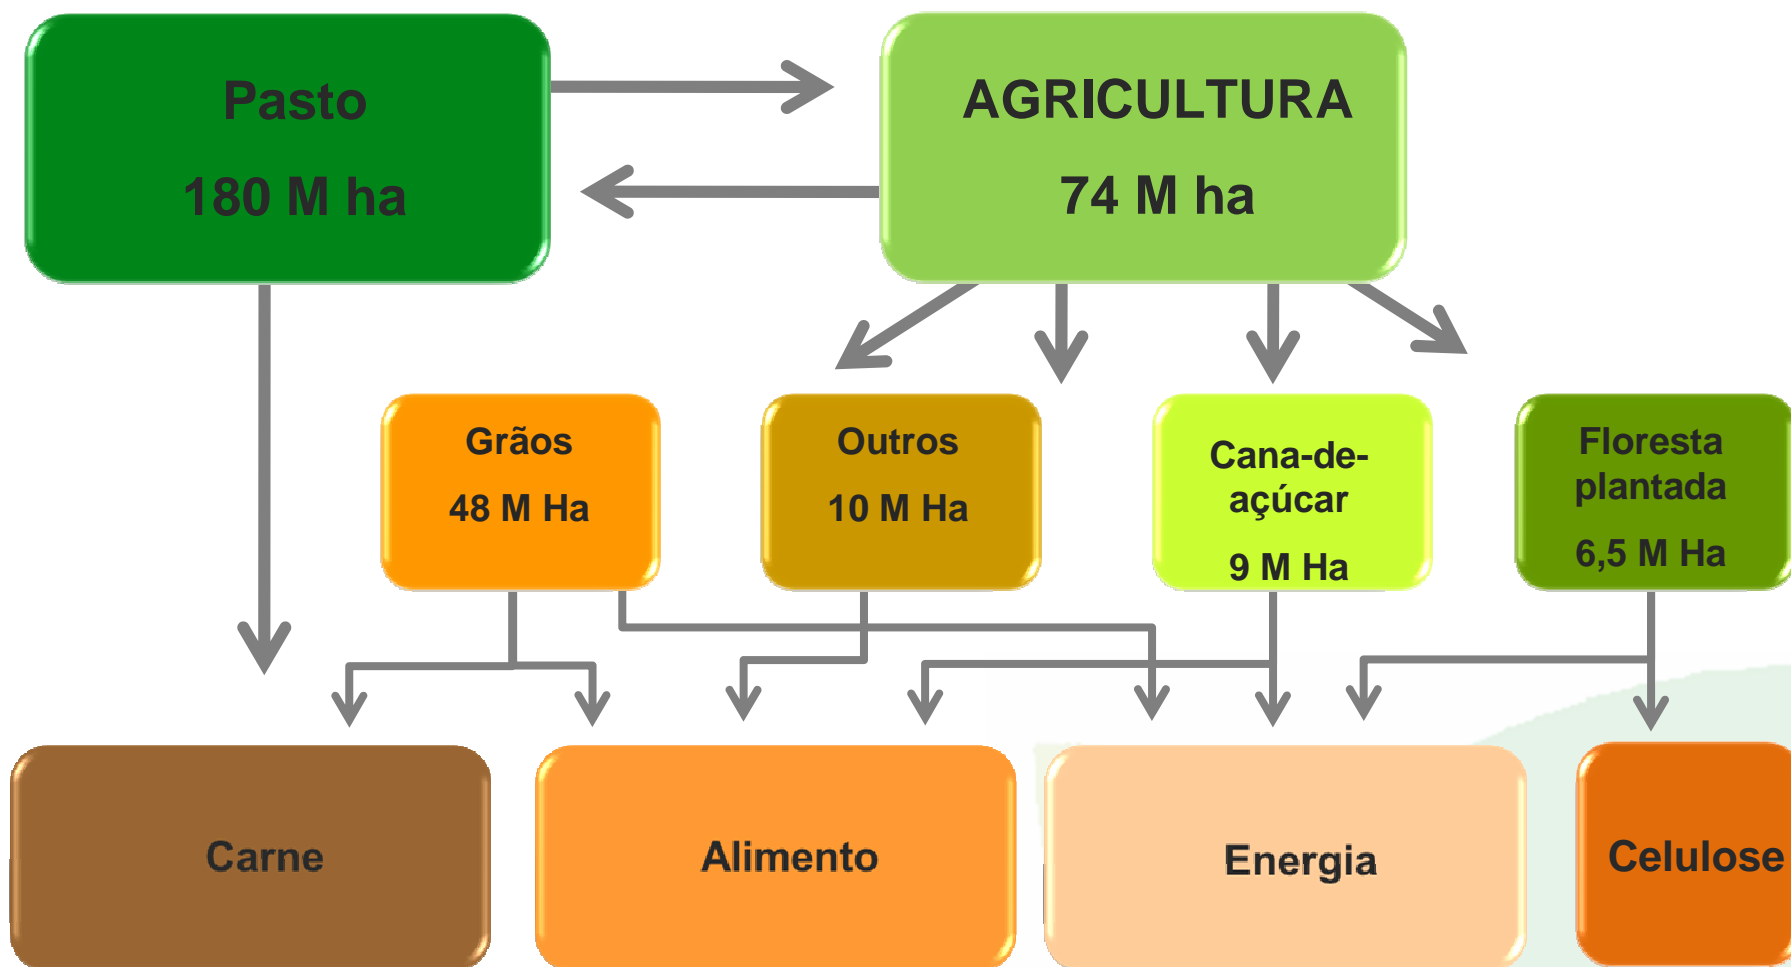 Pasto
180 M ha
AGRICULTURA
74 M ha
Grãos
48 M Ha
Outros
10 M Ha
Cana-de-
açúcar
9 M Ha
Floresta
plantada
6,5 M Ha
Carne
Alimento
Energia
Celulose